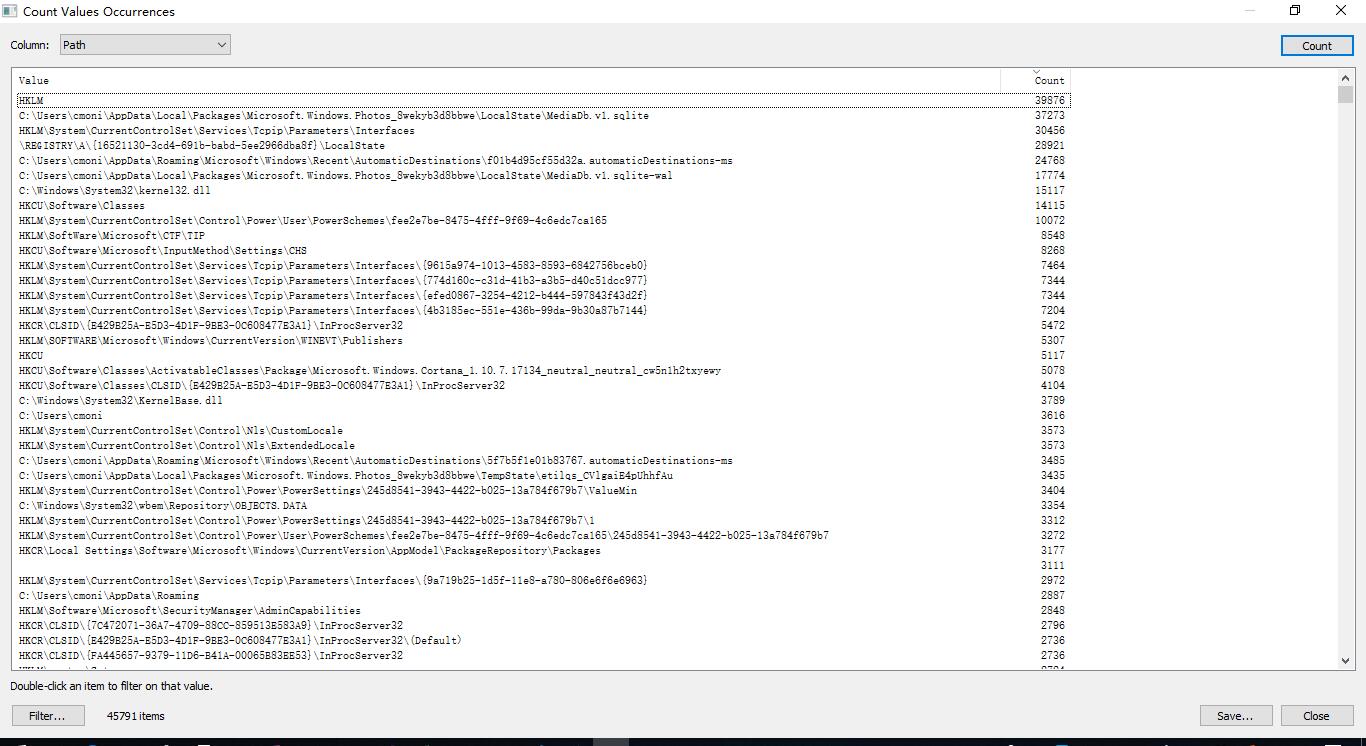 Count Values Occurrences
Column: Path Count
Value Count
HKLM 39876
C:\Users\cmoni\AppData\Local\Packages\Microsoft.Windows.Photos_8wekyb3d8bbwe\LocalState\MediaDb.v1.sqlite 37273
HKLM\System\CurrentControlSet\Services\Tcpip\Parameters\Interfaces 30456
\REGISTRY\A\{16521130-3cd4-691b-babd-5ee2966dba8f}\LocalState 28921
C:\Users\cmoni\AppData\Roaming\Microsoft\Windows\Recent\AutomaticDestinations\f01b4d95cf55d32a.automaticDestinations-ms 24768
C:\Users\cmoni\AppData\Local\Packages\Microsoft.Windows.Photos_8wekyb3d8bbwe\LocalState\MediaDb.v1.sqlite-wal 17774
C:\Windows\System32\kernel32.dll 15117
HKCU\Software\Classes 14115
HKLM\System\CurrentControlSet\Control\Power\User\PowerSchemes\fee2e7be-8475-4fff-9f69-4c6edc7ca165 10072
HKLM\SoftWare\Microsoft\CTF\TIP 8548
HKCU\Software\Microsoft\InputMethod\Settings\CHS 8268
HKLM\System\CurrentControlSet\Services\Tcpip\Parameters\Interfaces\{9615a974-1013-4583-8593-6842756bceb0} 7464
HKLM\System\CurrentControlSet\Services\Tcpip\Parameters\Interfaces\{774d160c-c31d-41b3-a3b5-d40c51dcc977} 7344
HKLM\System\CurrentControlSet\Services\Tcpip\Parameters\Interfaces\{efed0867-3254-4212-b444-597843f43d2f} 7344
HKLM\System\CurrentControlSet\Services\Tcpip\Parameters\Interfaces\{4b3185ec-551e-436b-99da-9b30a87b7144} 7204
HKCR\CLSID\{E429B25A-E5D3-4D1F-9BE3-0C608477E3A1}\InProcServer32 5472
HKLM\SOFTWARE\Microsoft\Windows\CurrentVersion\WINEVT\Publishers 5307
HKCU 5117
HKCU\Software\Classes\ActivatableClasses\Package\Microsoft.Windows.Cortana_1.10.7.17134_neutral_neutral_cw5n1h2txyewy 5078
HKCU\Software\Classes\CLSID\{E429B25A-E5D3-4D1F-9BE3-0C608477E3A1}\InProcServer32 4104
C:\Windows\System32\KernelBase.dll 3789
C:\Users\cmoni 3616
HKLM\System\CurrentControlSet\Control\Nls\CustomLocale 3573
HKLM\System\CurrentControlSet\Control\Nls\ExtendedLocale 3573
C:\Users\cmoni\AppData\Roaming\Microsoft\Windows\Recent\AutomaticDestinations\5f7b5f1e01b83767.automaticDestinations-ms 3485
C:\Users\cmoni\AppData\Local\Packages\Microsoft.Windows.Photos_8wekyb3d8bbwe\TempState\etilqs_CVlgaiE4pUhhfAu 3435
HKLM\System\CurrentControlSet\Control\Power\PowerSettings\245d8541-3943-4422-b025-13a784f679b7\ValueMin 3404
C:\Windows\System32\wbem\Repository\OBJECTS.DATA 3354
HKLM\System\CurrentControlSet\Control\Power\PowerSettings\245d8541-3943-4422-b025-13a784f679b7\1 3312
HKLM\System\CurrentControlSet\Control\Power\User\PowerSchemes\fee2e7be-8475-4fff-9f69-4c6edc7ca165\245d8541-3943-4422-b025-13a784f679b7 3272
HKCR\Local Settings\Software\Microsoft\Windows\CurrentVersion\AppModel\PackageRepository\Packages 3177
3111
HKLM\System\CurrentControlSet\Services\Tcpip\Parameters\Interfaces\{9a719b25-1d5f-11e8-a780-806e6f6e6963} 2972
C:\Users\cmoni\AppData\Roaming 2887
HKLM\Software\Microsoft\SecurityManager\AdminCapabilities 2848
HKCR\CLSID\{7C472071-36A7-4709-88CC-859513E583A9}\InProcServer32 2796
HKCR\CLSID\{E429B25A-E5D3-4D1F-9BE3-0C608477E3A1}\InProcServer32\(Default) 2736
HKCR\CLSID\{FA445657-9379-11D6-B41A-00065B83EE53}\InProcServer32 2736
Double-click an item to filter on that value.
Filter... 45791 items Save... Close